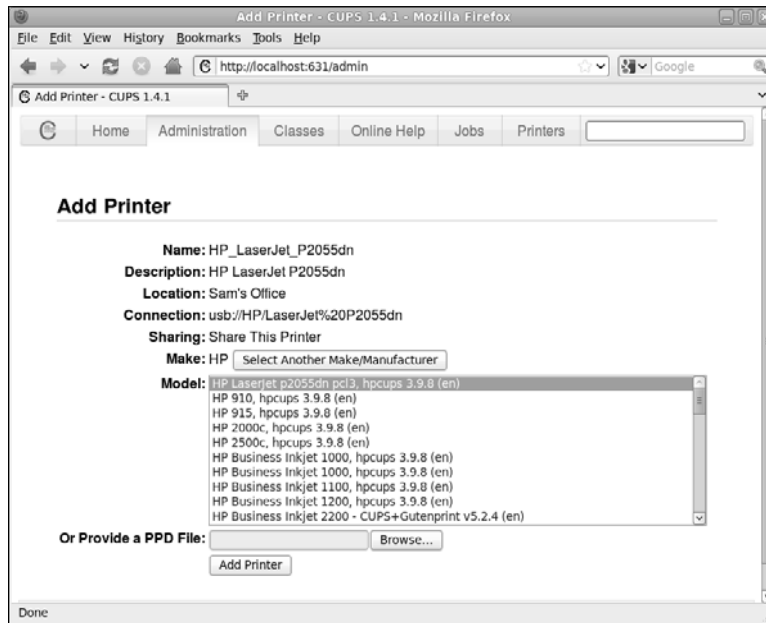 Add Printer - CUPS 1.4.1 - Mozilla Firefox
File Edit View History Bookmarks Tools Help
http://localhost:631/admin
Google
Add Printer - CUPS 1.4.1
Home Administration Classes Online Help Jobs Printers
Add Printer
Name: HP_LaserJet_P2055dn
Description: HP LaserJet P2055dn
Location: Sam's Office
Connection: usb://HP/LaserJet%20P2055dn
Sharing: Share This Printer
Make: HP Select Another Make/Manufacturer
Model: HP Laserjet p2055dn pcl3, hpcups 3.9.8 (en)
HP 910, hpcups 3.9.8 (en)
HP 915, hpcups 3.9.8 (en)
HP 2000c, hpcups 3.9.8 (en)
HP 2500c, hpcups 3.9.8 (en)
HP Business Inkjet 1000, hpcups 3.9.8 (en)
HP Business Inkjet 1000, hpcups 3.9.8 (en)
HP Business Inkjet 1100, hpcups 3.9.8 (en)
HP Business Inkjet 1200, hpcups 3.9.8 (en)
HP Business Inkjet 2200 - CUPS+Gutenprint v5.2.4 (en)
Or Provide a PPD File: Browse...
Add Printer
Done